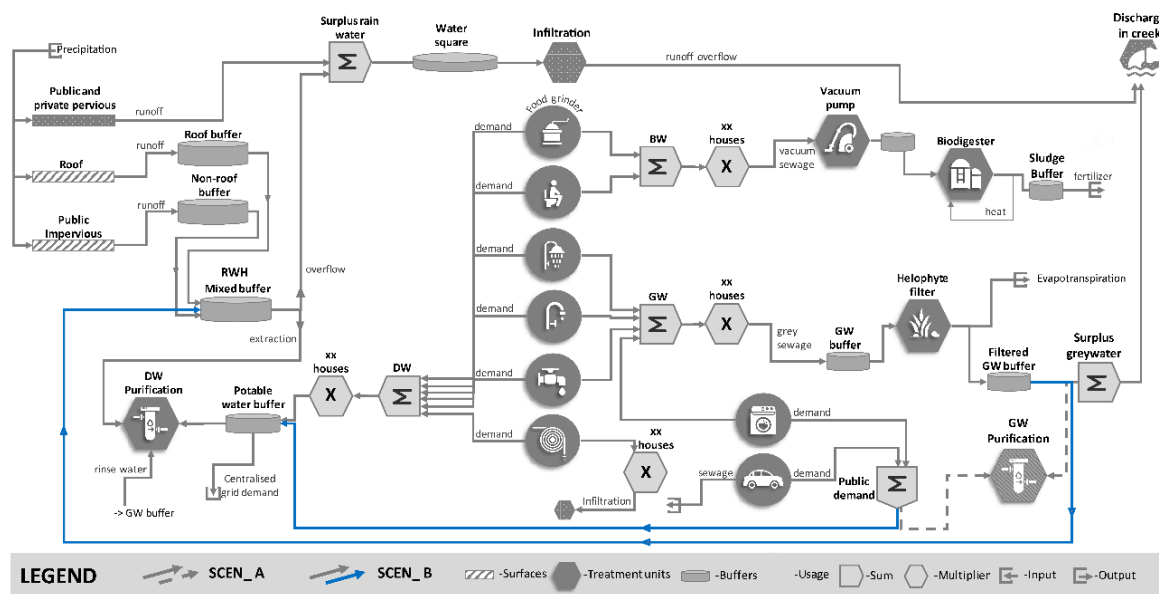 Surplus rain
water
Water
square
Infiltration
Discharge
in creek
Precipitation
runoff overflow
Public and
private pervious
runoff
Food grinder
demand
Vacuum
pump
Roof buffer
BW
xx
houses
vacuum
sewage
Biodigester
Sludge
Buffer
fertilizer
Roof
runoff
Non-roof
buffer
demand
heat
Public
Impervious
runoff
demand
RWH
Mixed buffer
overflow
extraction
demand
GW
xx
houses
grey
sewage
GW
buffer
Helophyte
filter
Evapotranspiration
Filtered
GW buffer
Surplus
greywater
xx
houses
DW
demand
DW
Purification
Potable
water buffer
X
Σ
demand
xx
houses
demand
GW
Purification
rinse water
Centralised
grid demand
-> GW buffer
X
sewage
demand
Public
demand
Infiltration
LEGEND
SCEN_ A
SCEN_ B
-Surfaces
-Treatment units
-Buffers
-Usage
-Sum
-Multiplier
-Input
-Output